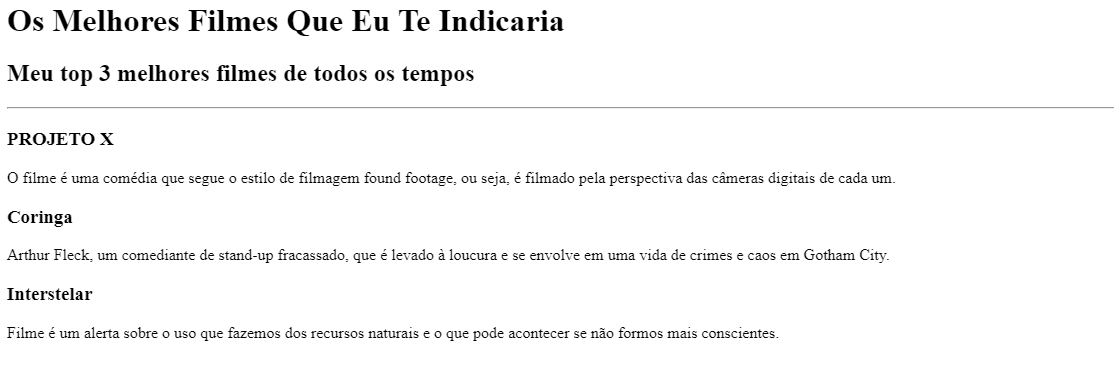 Os Melhores Filmes Que Eu Te Indicaria
Meu top 3 melhores filmes de todos os tempos
PROJETO X
O filme é uma comédia que segue o estilo de filmagem found footage, ou seja, é filmado pela perspectiva das câmeras digitais de cada um.
Coringa
Arthur Fleck, um comediante de stand-up fracassado, que é levado à loucura e se envolve em uma vida de crimes e caos em Gotham City.
Interstelar
Filme é um alerta sobre o uso que fazemos dos recursos naturais e o que pode acontecer se não formos mais conscientes.